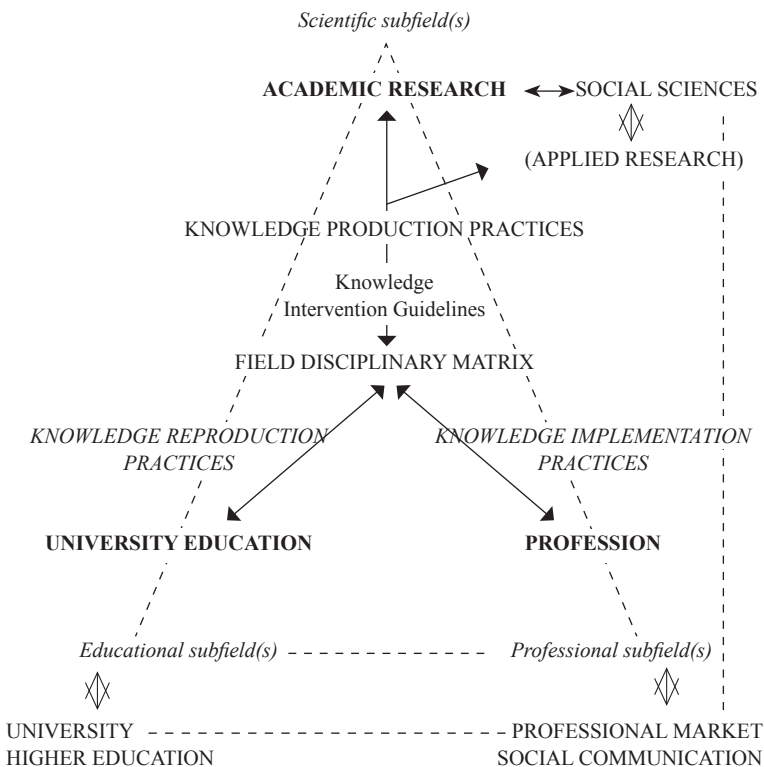 Scientific subfield(s)
ACADEMIC RESEARCH
SOCIAL SCIENCES
(APPLIED RESEARCH)
KNOWLEDGE PRODUCTION PRACTICES
Knowledge
Intervention Guidelines
FIELD DISCIPLINARY MATRIX
KNOWLEDGE REPRODUCTION
PRACTICES
KNOWLEDGE IMPLEMENTATION
PRACTICES
UNIVERSITY EDUCATION
PROFESSION
Educational subfield(s)
Professional subfield(s)
UNIVERSITY
HIGHER EDUCATION
PROFESSIONAL MARKET
SOCIAL COMMUNICATION